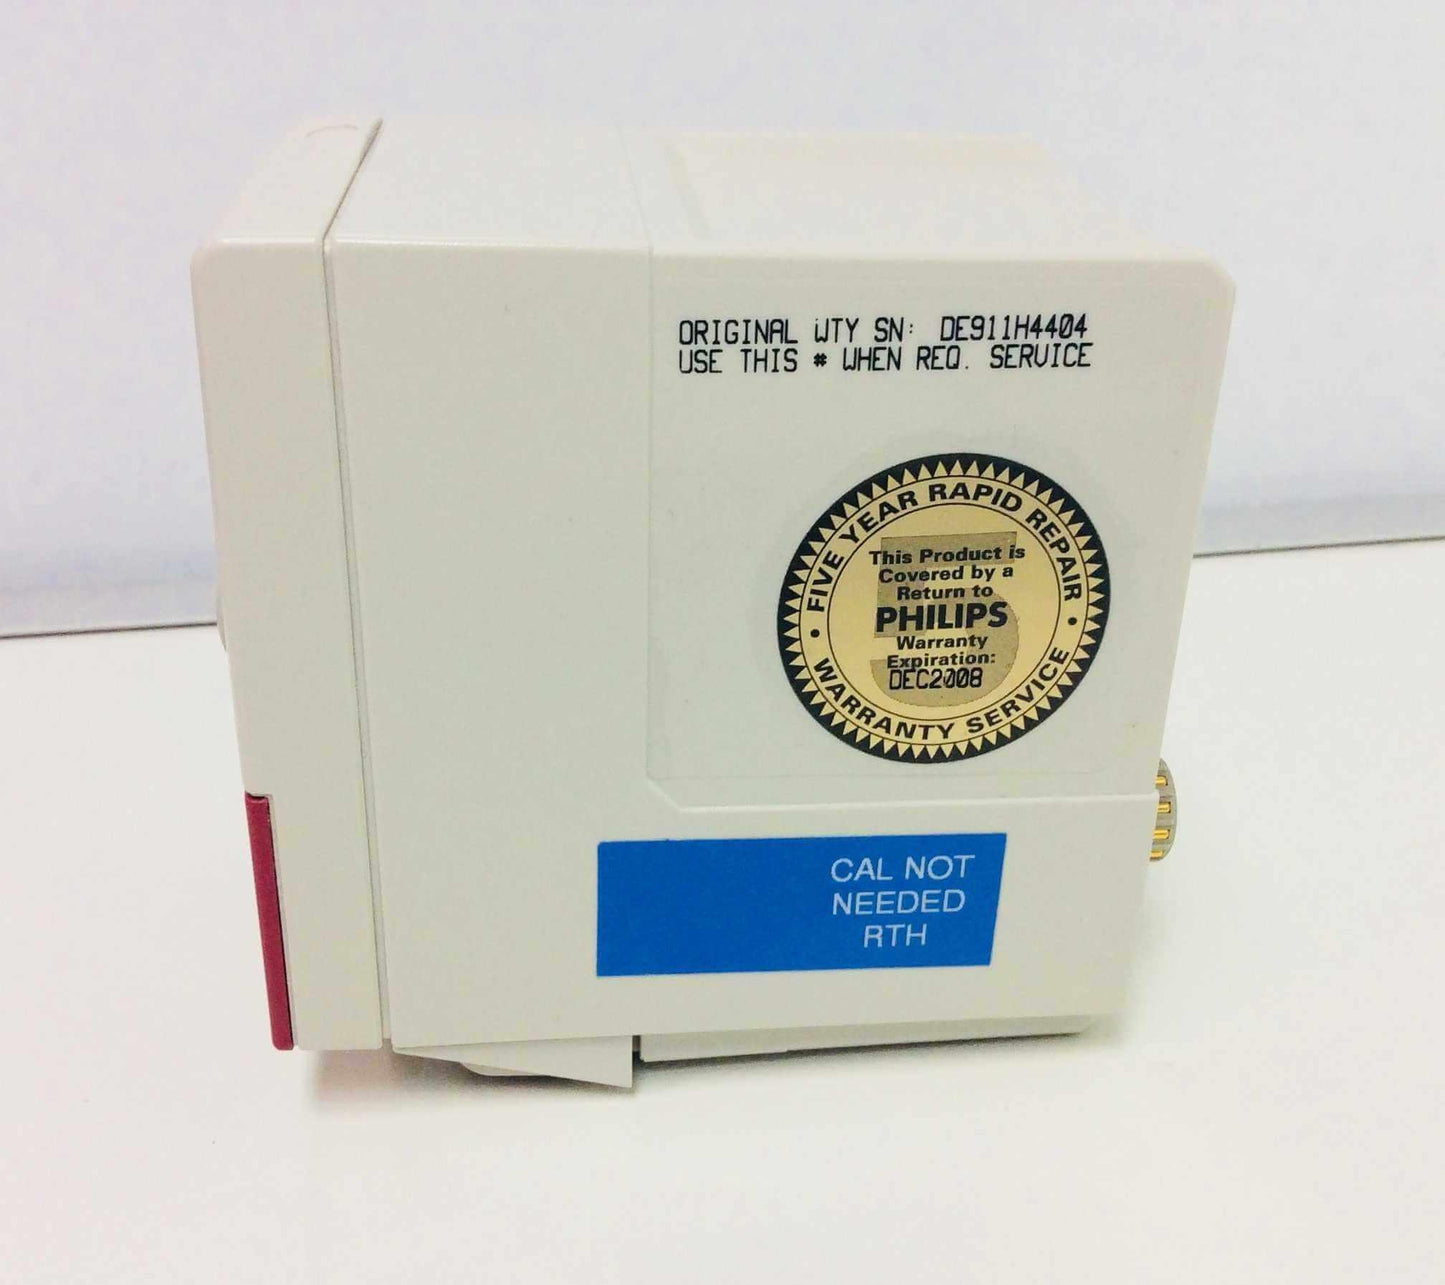 ORIGINAL WTY SN: DE911H4404
USE THIS # WHEN REQ. SERVICE
• FIVE YEAR RAPID REPAIR •
This Product is
Covered by a
Return to
PHILIPS
Warranty
Expiration:
DEC2008
5
WARRANTY SERVICE
CAL NOT
NEEDED
RTH